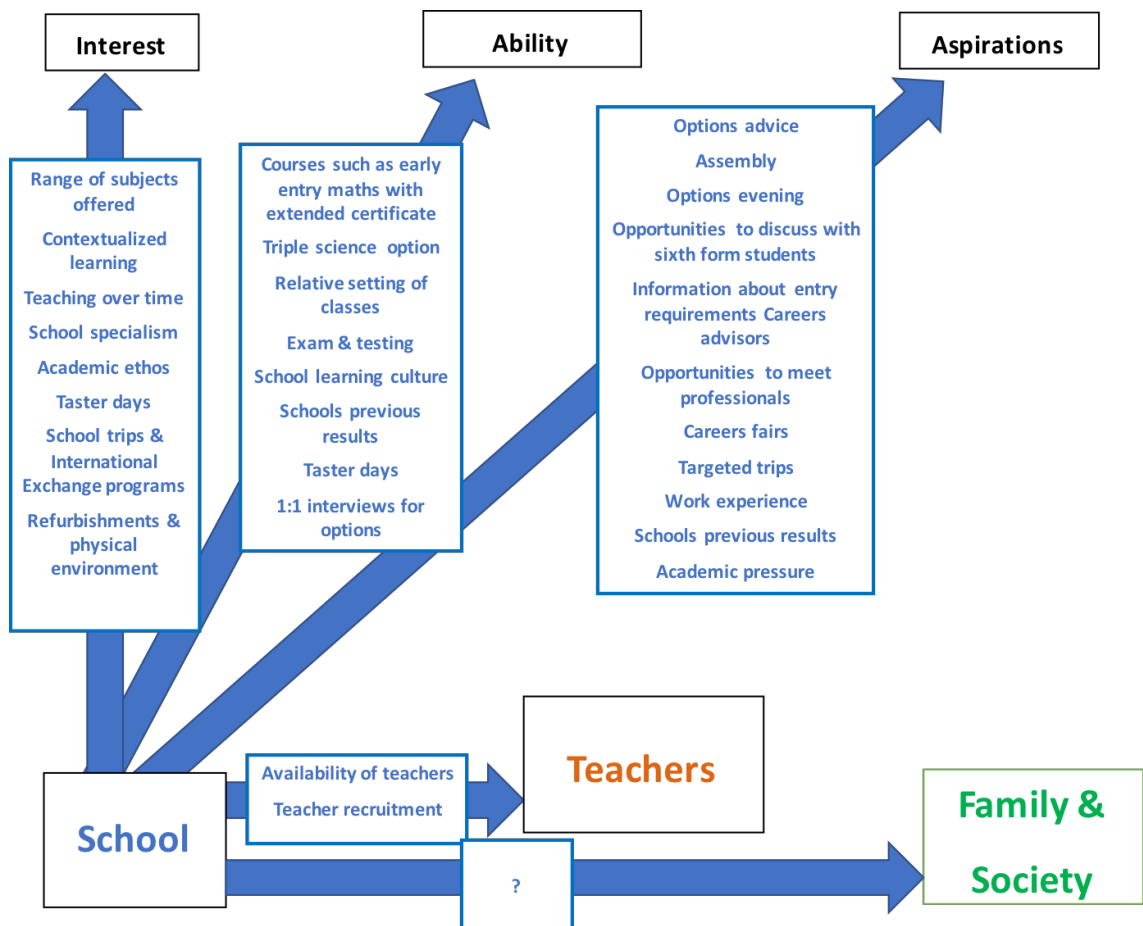 Interest
Ability
Aspirations
Range of subjects
offered
Contextualized
learning
Teaching over time
School specialism
Academic ethos
Taster days
School trips &
International
Exchange programs
Refurbishments &
physical
environment
Courses such as early
entry maths with
extended certificate
Triple science option
Relative setting of
classes
Exam & testing
School learning culture
Schools previous
results
Taster days
1:1 interviews for
options
Options advice
Assembly
Options evening
Opportunities to discuss with
sixth form students
Information about entry
requirements Careers
advisors
Opportunities to meet
professionals
Careers fairs
Targeted trips
Work experience
Schools previous results
Academic pressure
School
Availability of teachers
Teacher recruitment
Teachers
?
Family &
Society